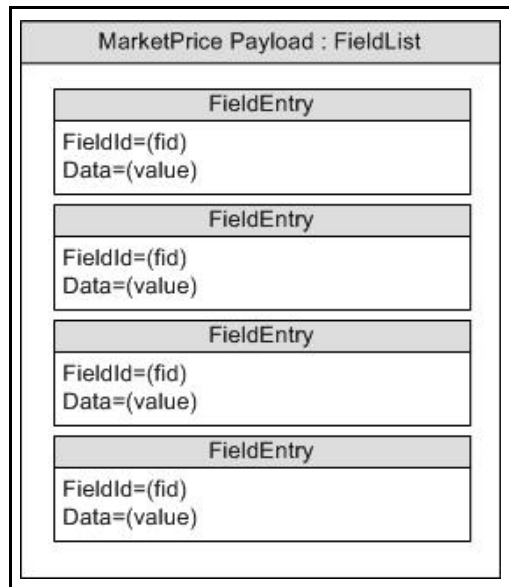 MarketPrice Payload : FieldList
FieldEntry
FieldId=(fid)
Data=(value)
FieldEntry
FieldId=(fid)
Data=(value)
FieldEntry
FieldId=(fid)
Data=(value)
FieldEntry
FieldId=(fid)
Data=(value)